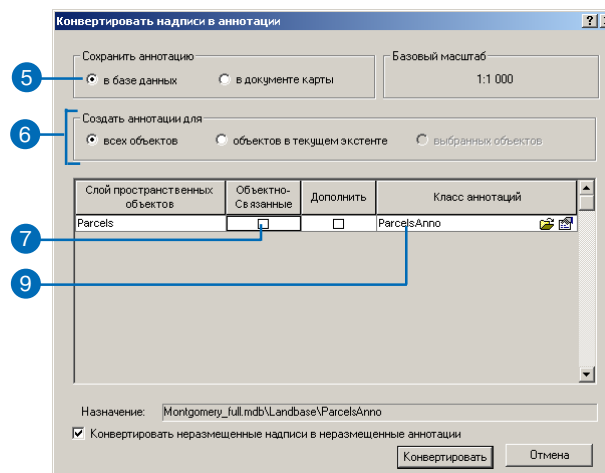 Конвертировать надписи в аннотации
Сохранить аннотацию
Базовый масштаб
5
в базе данных
в документе карты
1:1 000
6
Создать аннотации для
всех объектов
объектов в текущем экстенте
выбранных объектов
Слой пространственных объектов
Объектно-Связанные
Дополнить
Класс аннотаций
Parcels
ParcelsAnno
7
9
Назначение:
Montgomery_full.mdb\Landbase\ParcelsAnno
Конвертировать неразмещенные надписи в неразмещенные аннотации
Конвертировать
Отмена